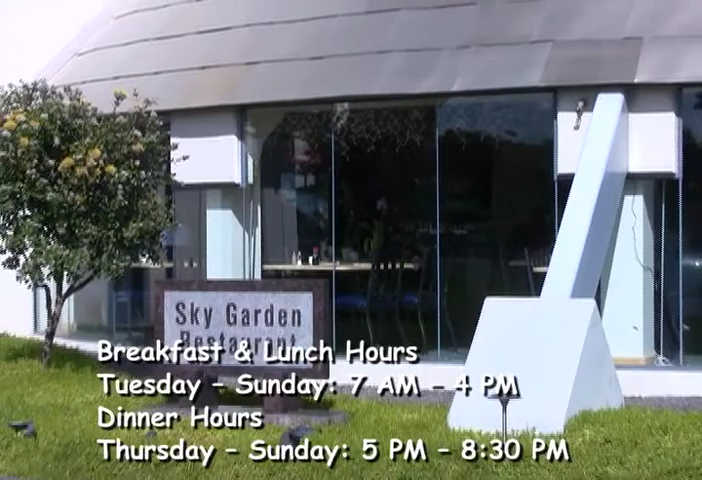 Sky Garden
Restaurant
Breakfast & Lunch Hours
Tuesday - Sunday: 7 AM - 4 PM
Dinner Hours
Thursday - Sunday: 5 PM - 8:30 PM